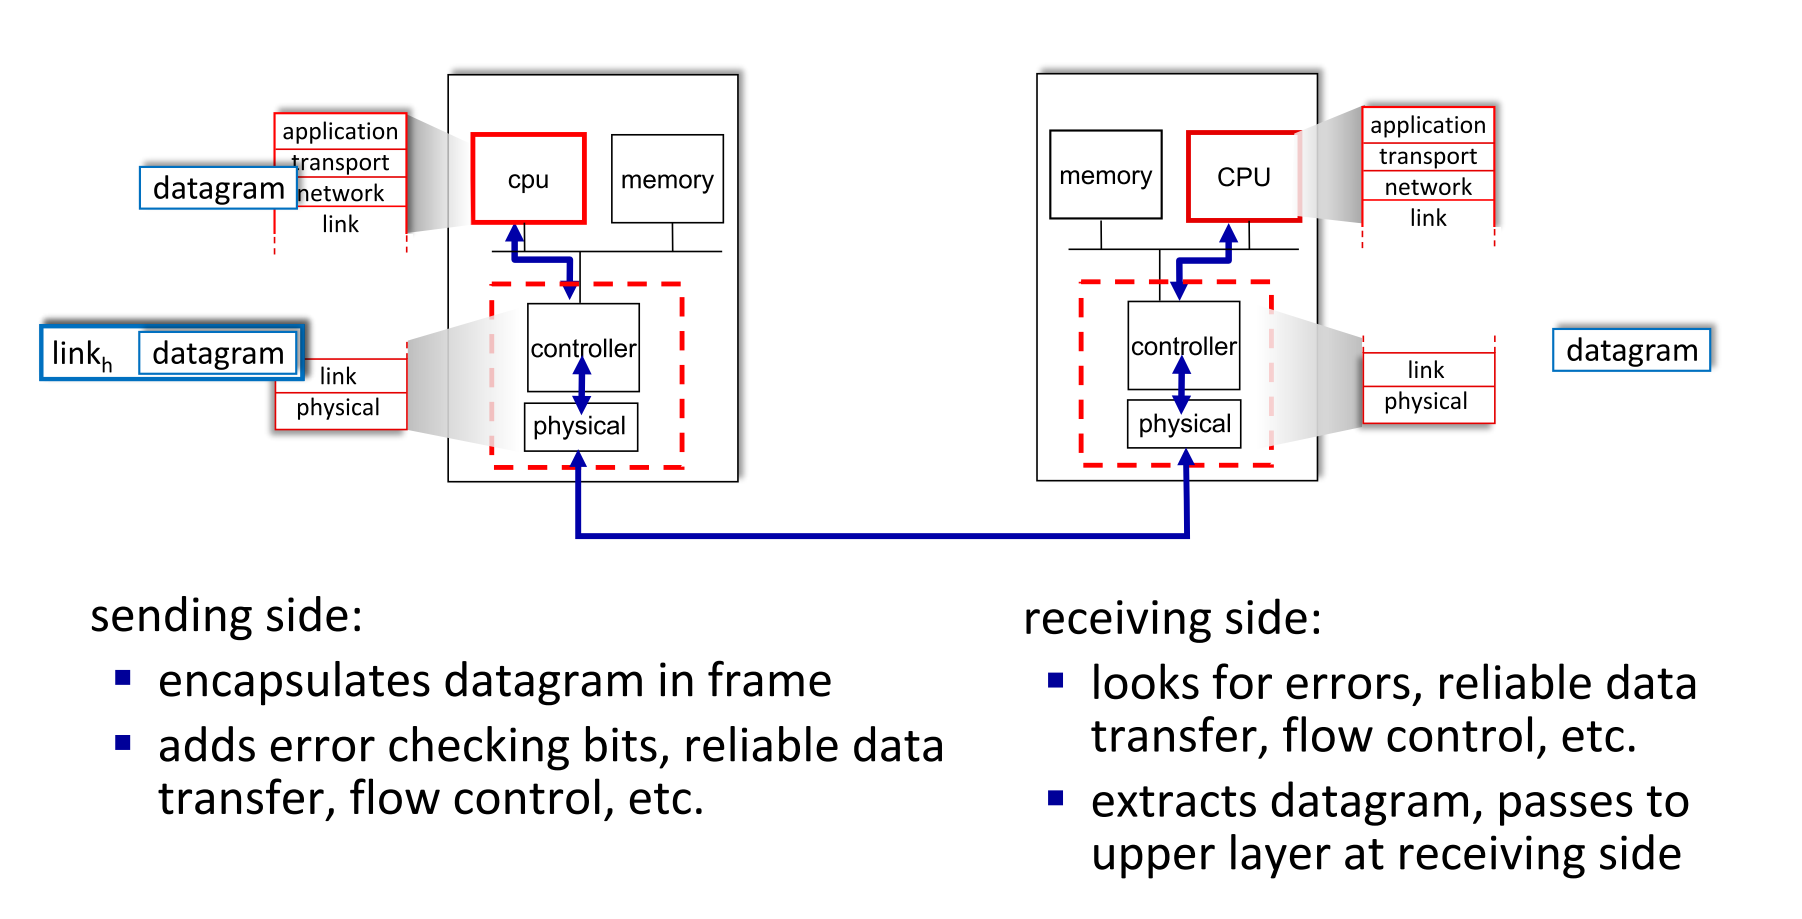 application
transport
datagram
network
link
cpu
memory
link_h
datagram
link
physical
controller
physical
memory
CPU
application
transport
network
link
controller
physical
link
physical
datagram
sending side:
▪ encapsulates datagram in frame
▪ adds error checking bits, reliable data
transfer, flow control, etc.
receiving side:
▪ looks for errors, reliable data
transfer, flow control, etc.
▪ extracts datagram, passes to
upper layer at receiving side